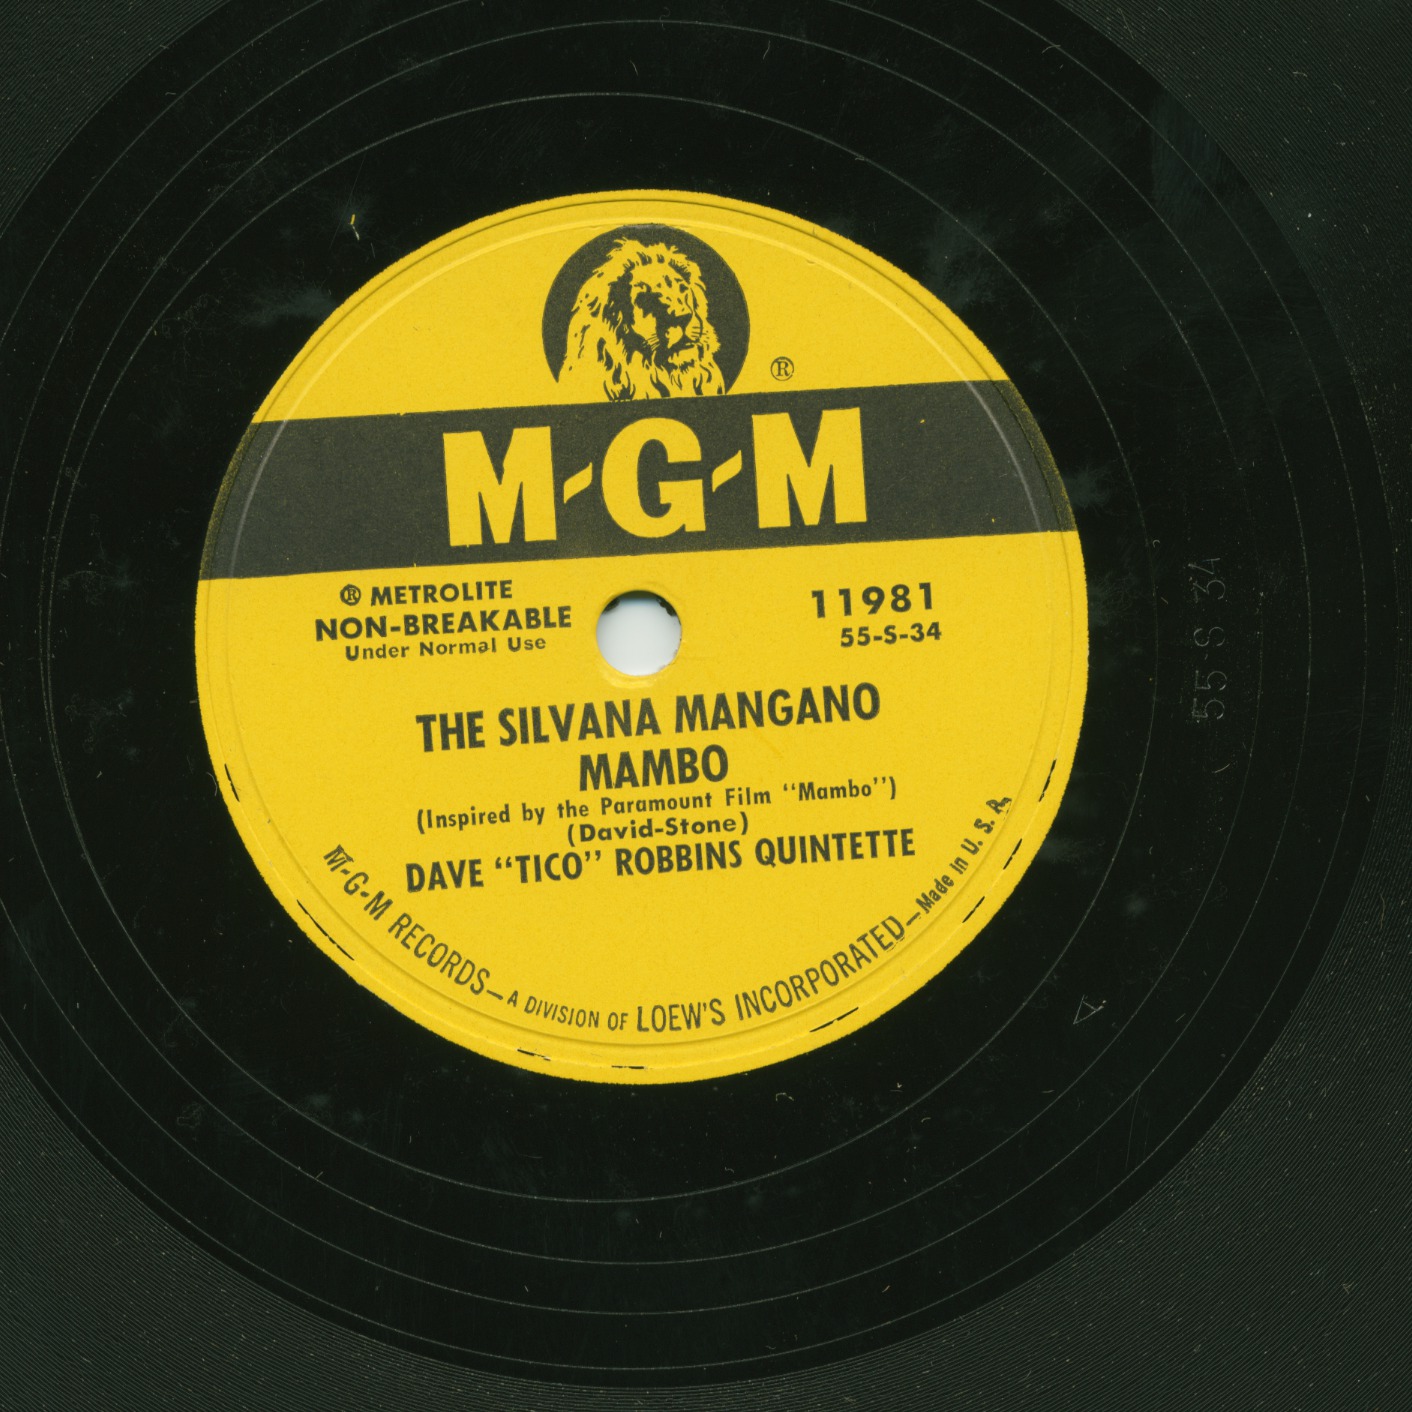 ®
M-G-M
® METROLITE
NON-BREAKABLE
Under Normal Use
11981
55-S-34
THE SILVANA MANGANO
MAMBO
(Inspired by the Paramount Film “Mambo”)
(David-Stone)
DAVE “TICO” ROBBINS QUINTETTE
M-G-M RECORDS—A DIVISION OF LOEW'S INCORPORATED—Made in U. S. A.
55 S 34
A